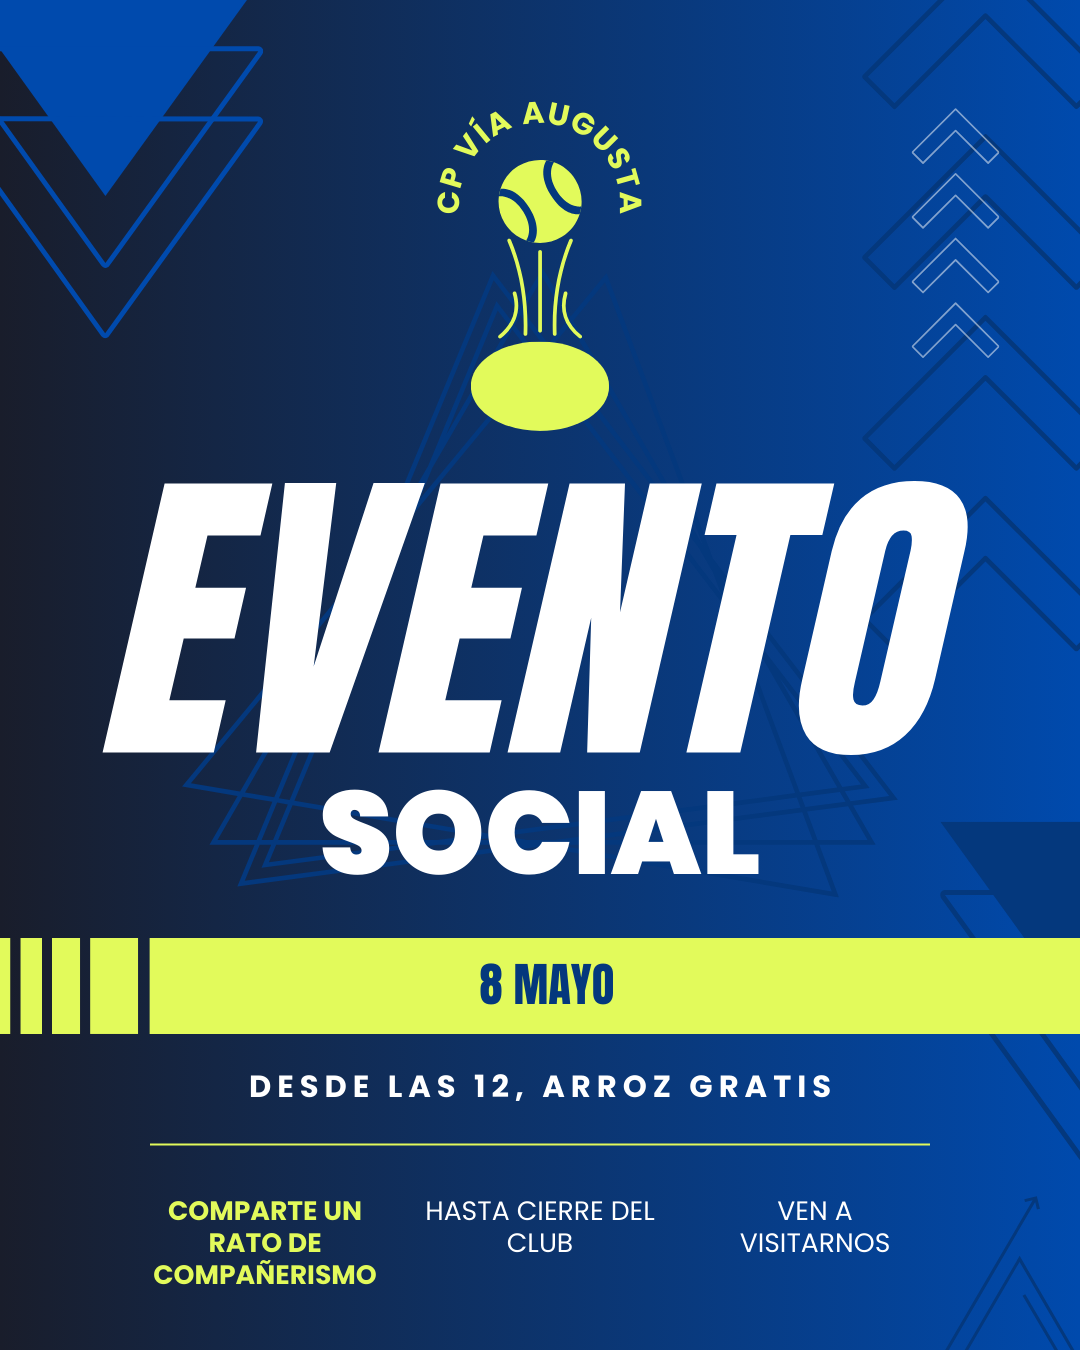 CP VÍA AUGUSTA
EVENTO
SOCIAL
8 MAYO
DESDE LAS 12, ARROZ GRATIS
COMPARTE UN
RATO DE
COMPAÑERISMO
HASTA CIERRE DEL
CLUB
VEN A
VISITARNOS